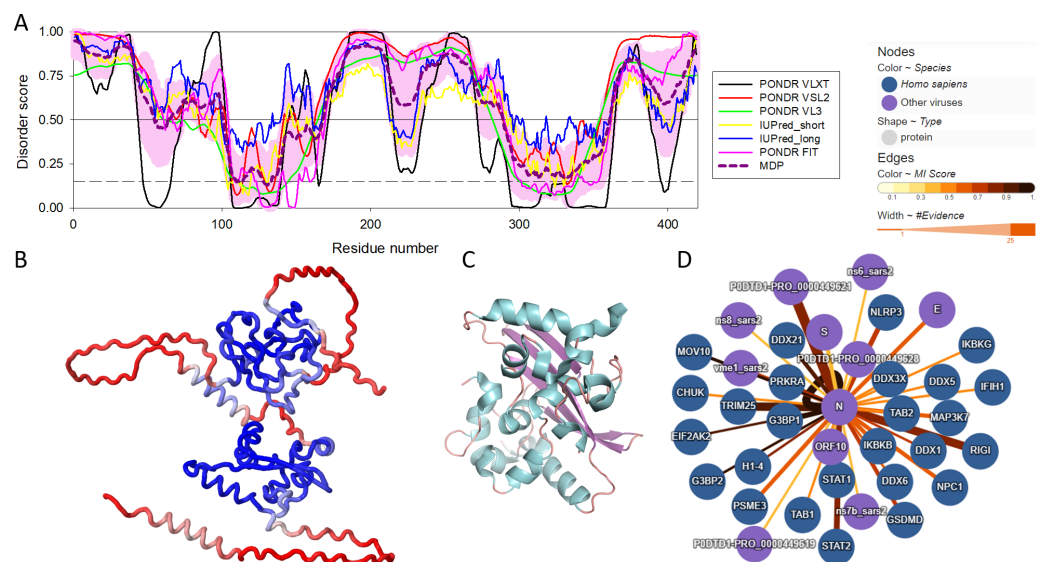 A
Disorder score
1.00
0.75
0.50
0.25
0.00
0
100
200
300
400
Residue number
PONDR VLXT
PONDR VSL2
PONDR VL3
IUPred_short
IUPred_long
PONDR FIT
MDP
Nodes
Color ~ Species
Homo sapiens
Other viruses
Shape ~ Type
protein
Edges
Color ~ MI Score
0.1 0.3 0.4 0.6 0.7 0.9 1.
Width ~ #Evidence
1
25
B
C
D
ns6_sars2
P0DTD1-PRO_0000449621
NLRP3
E
ns8_sars2
S
DDX21
IKBKG
MOV10
P0DTD1-PRO_0000449628
vme1_sars2
PRKRA
DDX3X
DDX5
IFIH1
CHUK
TRIM25
N
TAB2
MAP3K7
G3BP1
EIF2AK2
ORF10
IKBKB
DDX1
RIGI
H1-4
G3BP2
STAT1
DDX6
NPC1
PSME3
TAB1
ns7b_sars2
GSDMD
P0DTD1-PRO_0000449619
STAT2